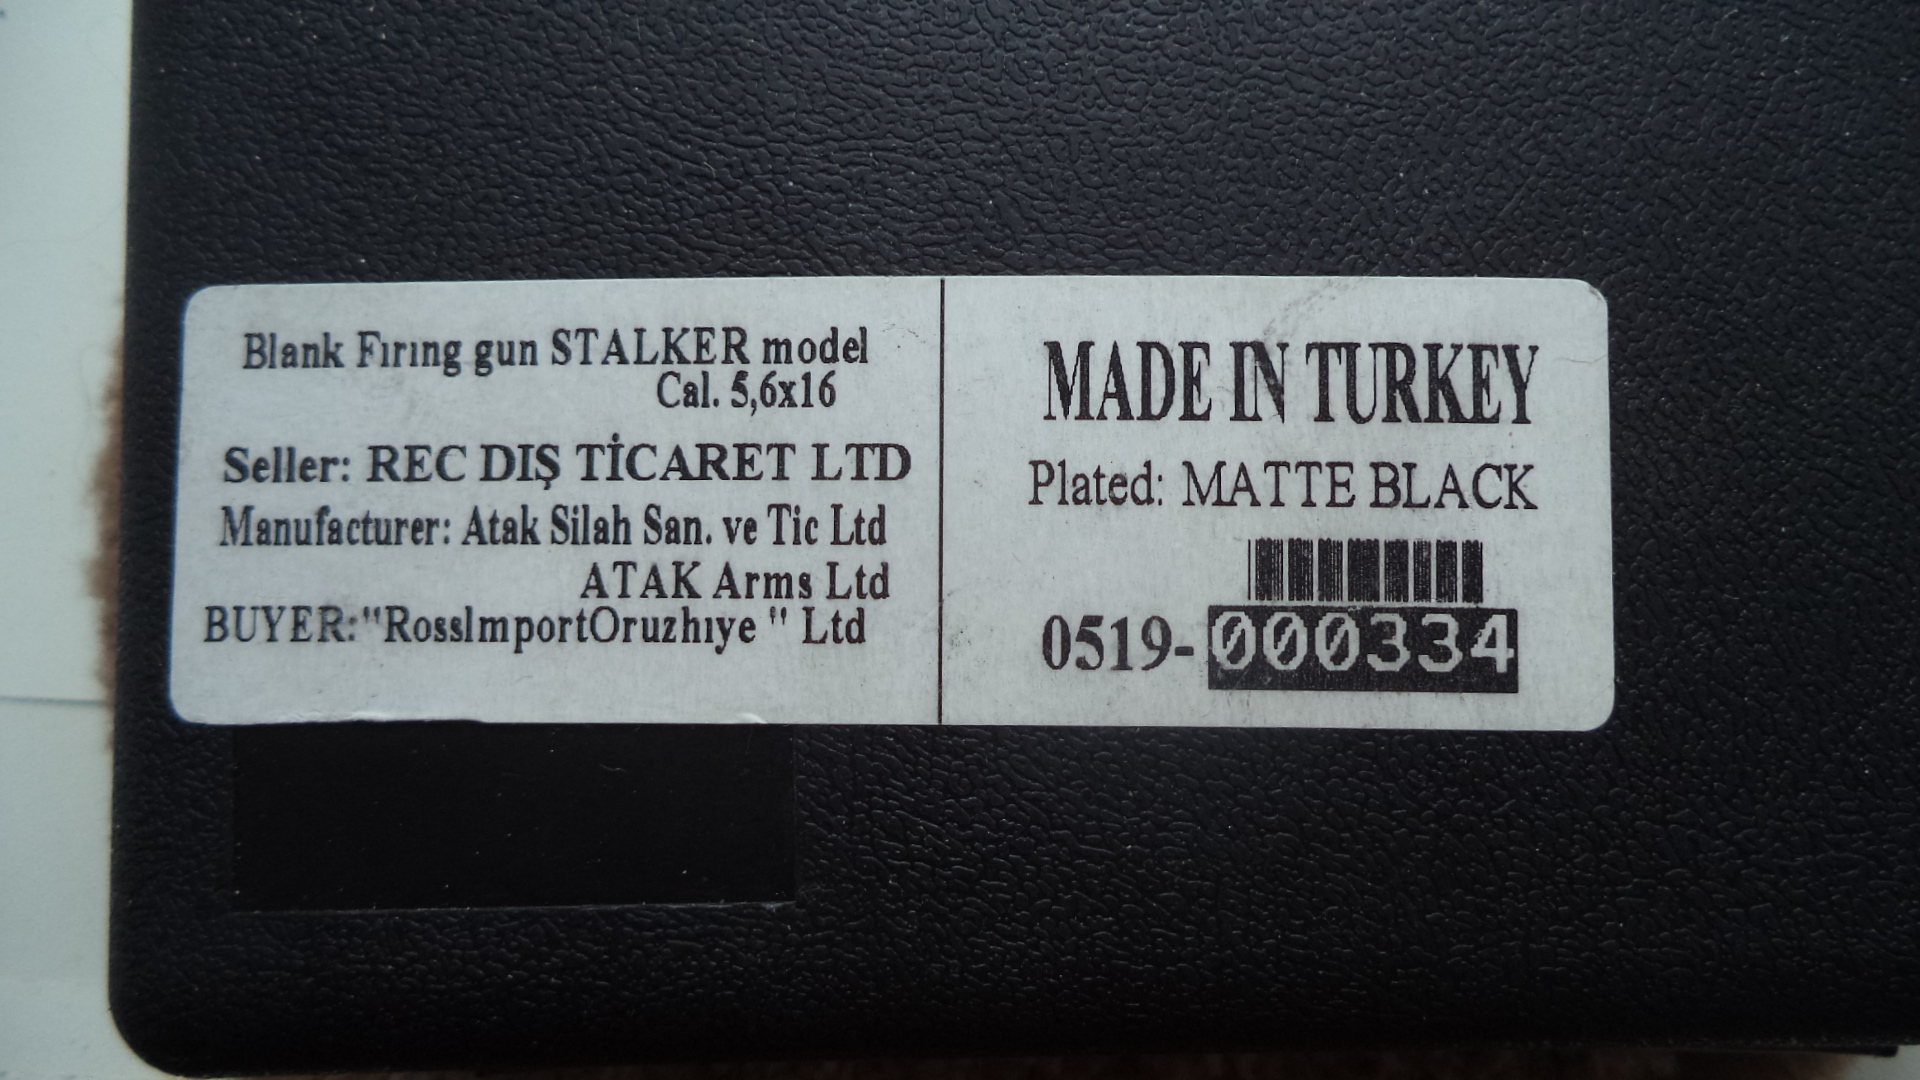 Blank Fırıng gun STALKER model
Cal. 5,6x16
Seller: REC DIŞ TİCARET LTD
Manufacturer: Atak Silah San. ve Tic Ltd
ATAK Arms Ltd
BUYER:"RossImportOruzhıye " Ltd
MADE IN TURKEY
Plated: MATTE BLACK
0519-000334